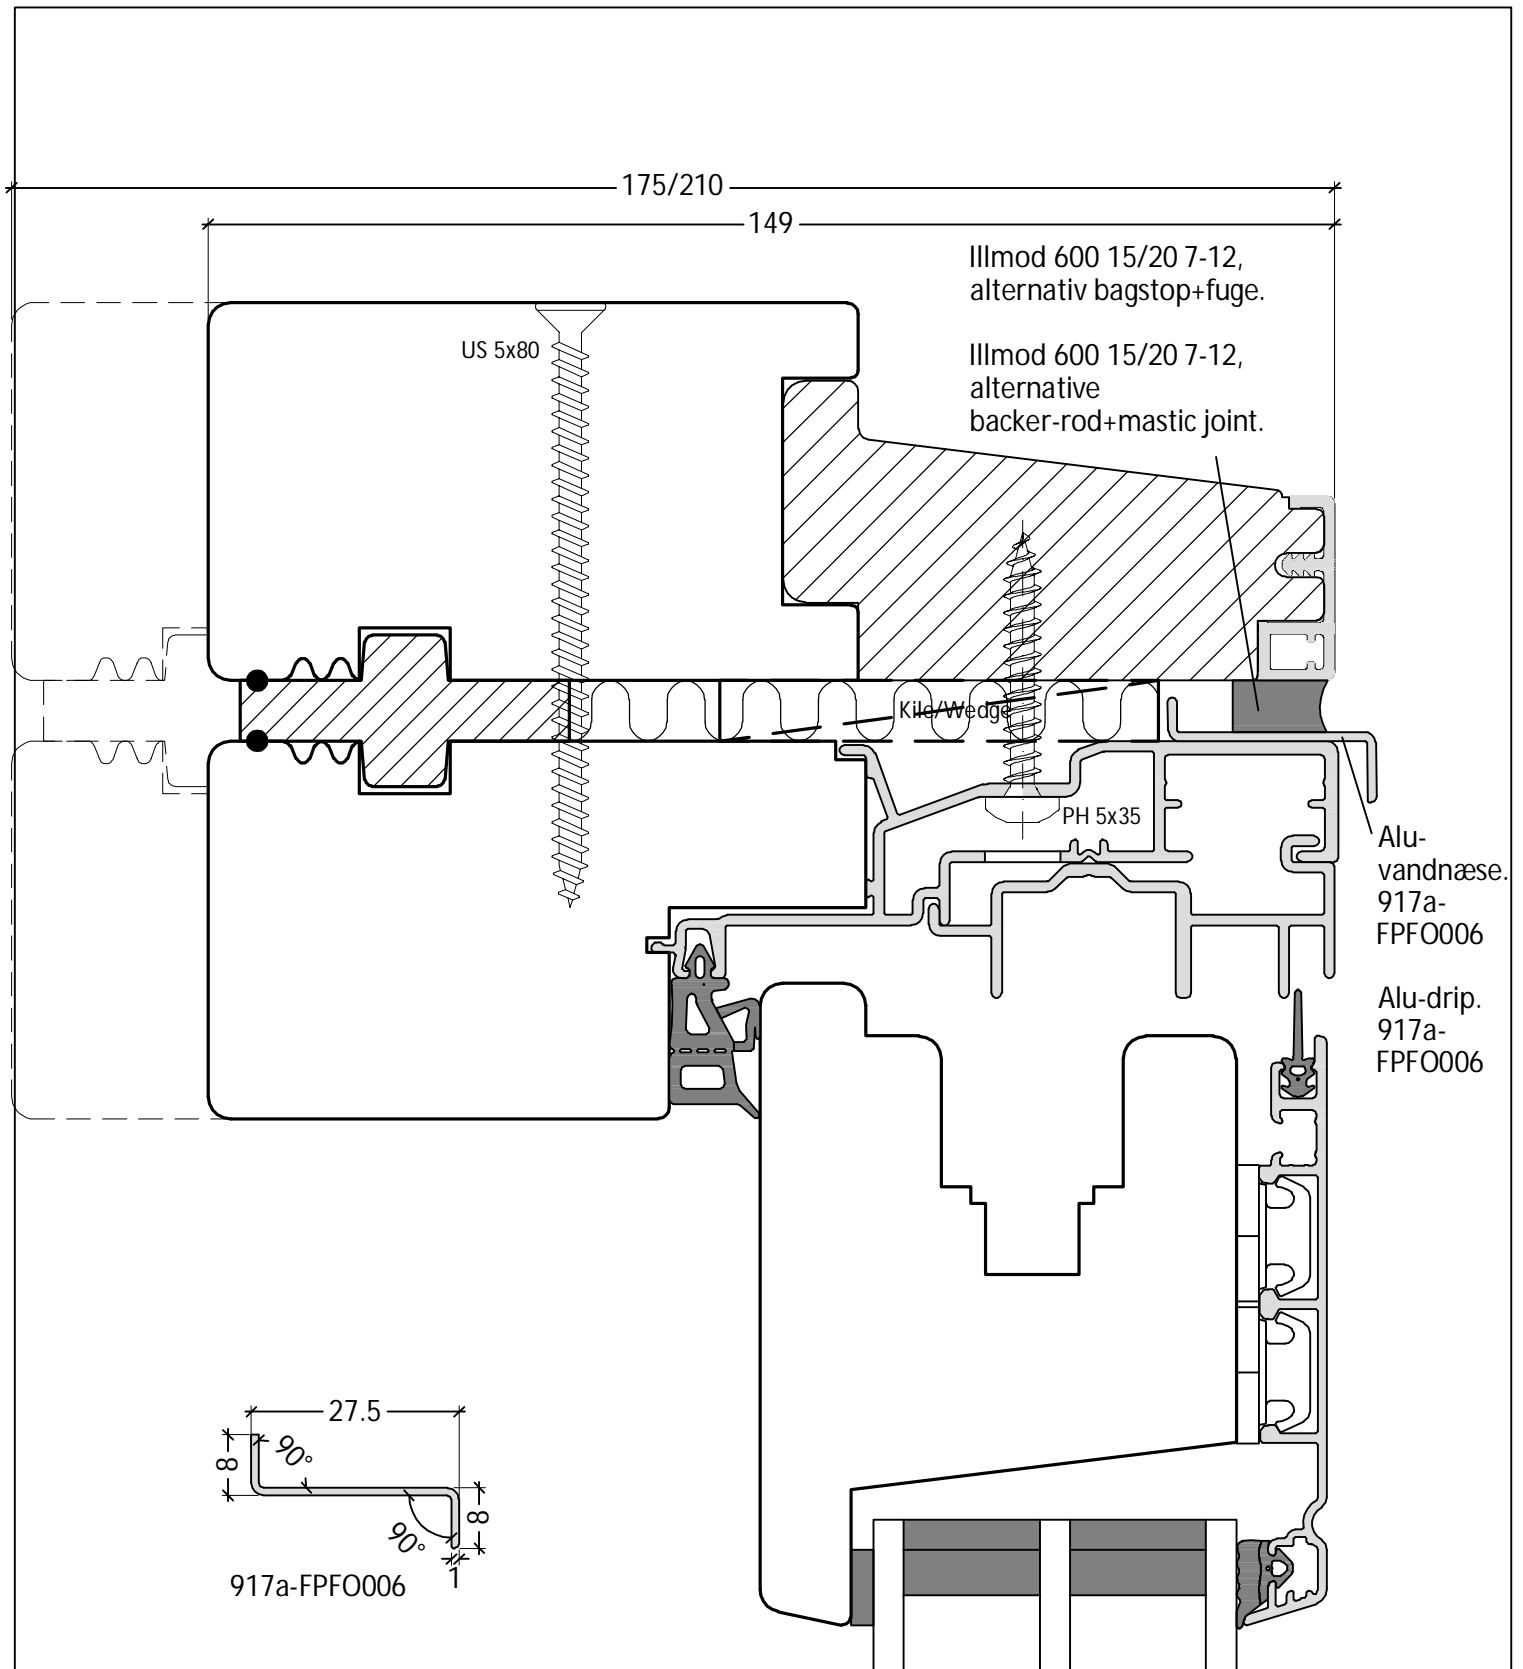 175/210
149
Illmod 600 15/20 7-12,
alternativ bagstop+fuge.
US 5x80
Illmod 600 15/20 7-12,
alternative
backer-rod+mastic joint.
Kile/Wedge
PH 5x35
Alu-
vandnæse.
917a-
FPFO006
Alu-drip.
917a-
FPFO006
27.5
90°
8
8
90°
1
917a-FPFO006